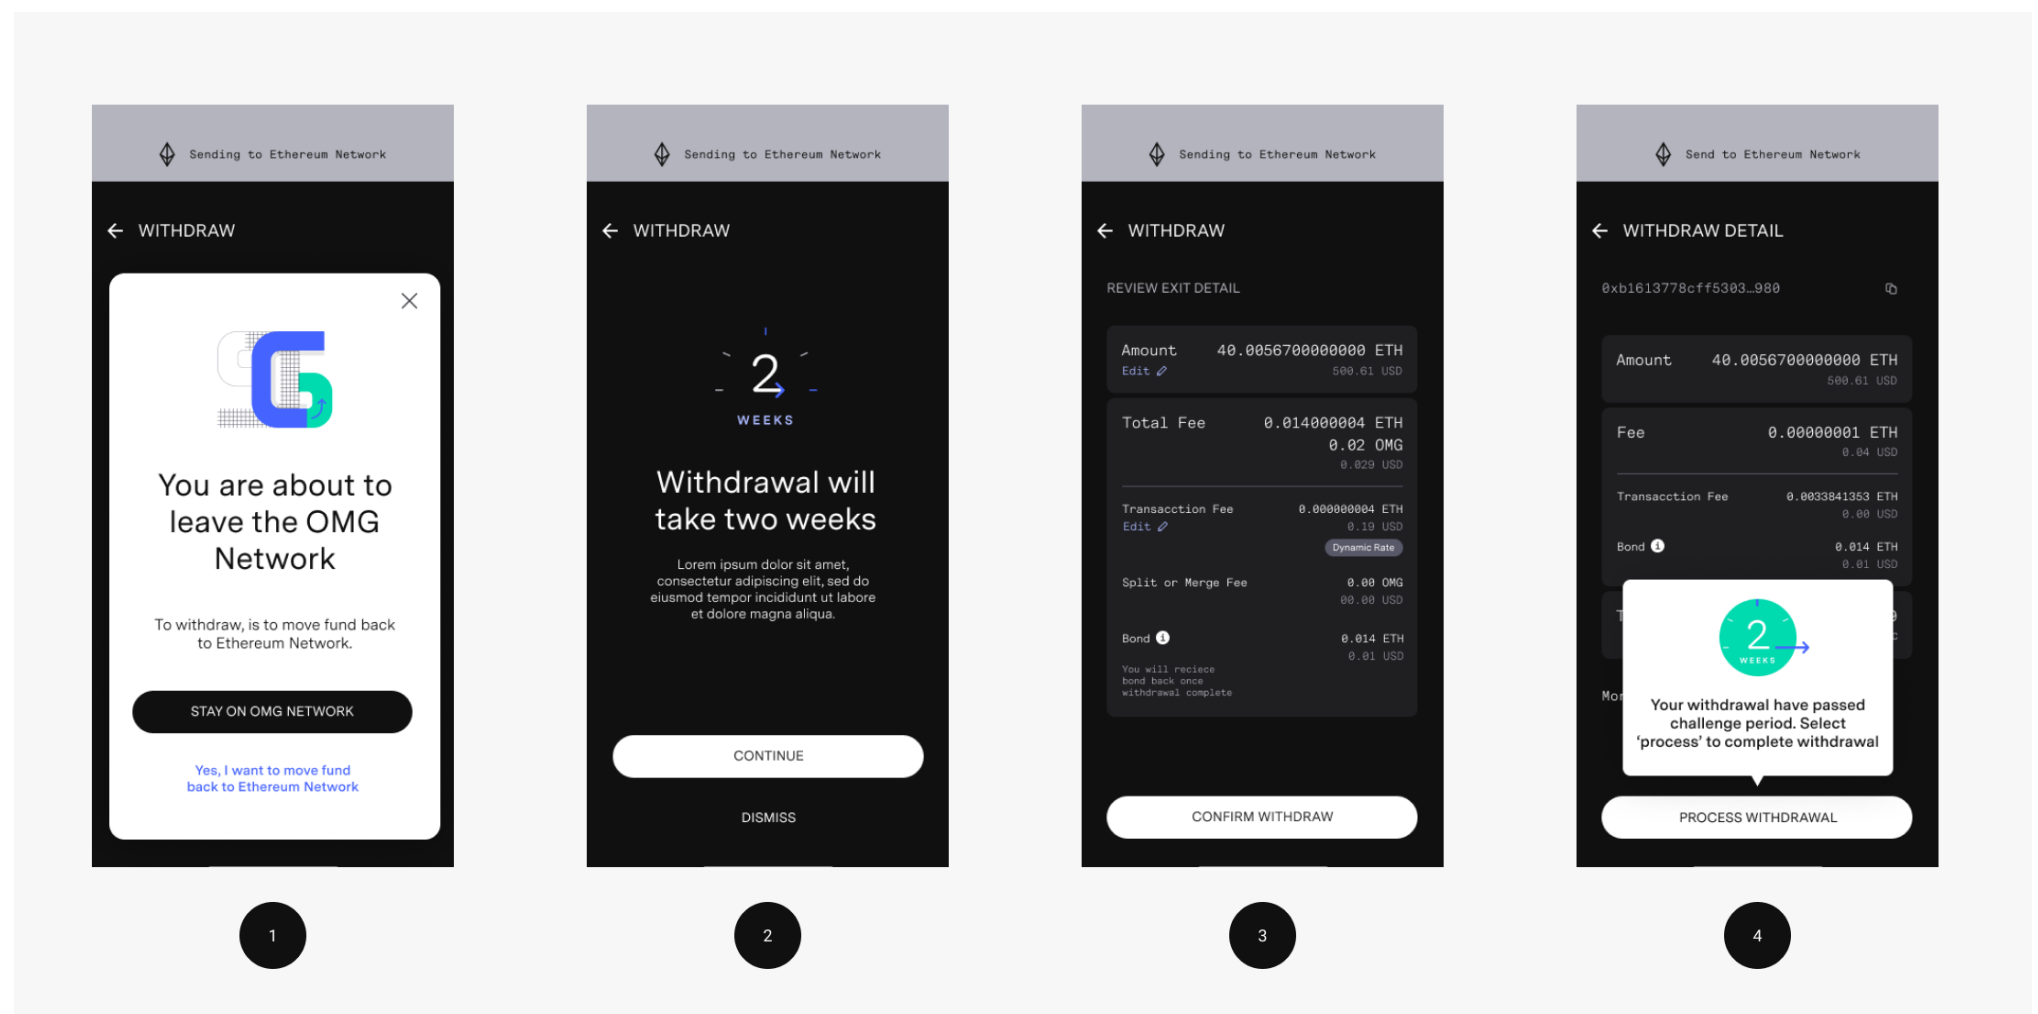 Sending to Ethereum Network
WITHDRAW
You are about to
leave the OMG
Network
To withdraw, is to move fund back
to Ethereum Network.
STAY ON OMG NETWORK
Yes, I want to move fund
back to Ethereum Network
1
Sending to Ethereum Network
WITHDRAW
2
WEEKS
Withdrawal will
take two weeks
Lorem ipsum dolor sit amet,
consectetur adipiscing elit, sed do
eiusmod tempor incididunt ut labore
et dolore magna aliqua.
CONTINUE
DISMISS
2
Sending to Ethereum Network
WITHDRAW
REVIEW EXIT DETAIL
Amount 40.0056700000000 ETH
Edit 500.61 USD
Total Fee 0.014000004 ETH
0.02 OMG
0.029 USD
Transacction Fee 0.000000004 ETH
Edit 0.19 USD
Dynamic Rate
Split or Merge Fee 0.00 OMG
00.00 USD
Bond i 0.014 ETH
0.01 USD
You will reciece
bond back once
withdrawal complete
CONFIRM WITHDRAW
3
Send to Ethereum Network
WITHDRAW DETAIL
0xb1613778cff5303…980
Amount 40.0056700000000 ETH
500.61 USD
Fee 0.00000001 ETH
0.04 USD
Transacction Fee 0.0033841353 ETH
0.00 USD
Bond i 0.014 ETH
0.01 USD
2
WEEKS
Your withdrawal have passed
challenge period. Select
‘process’ to complete withdrawal
PROCESS WITHDRAWAL
4